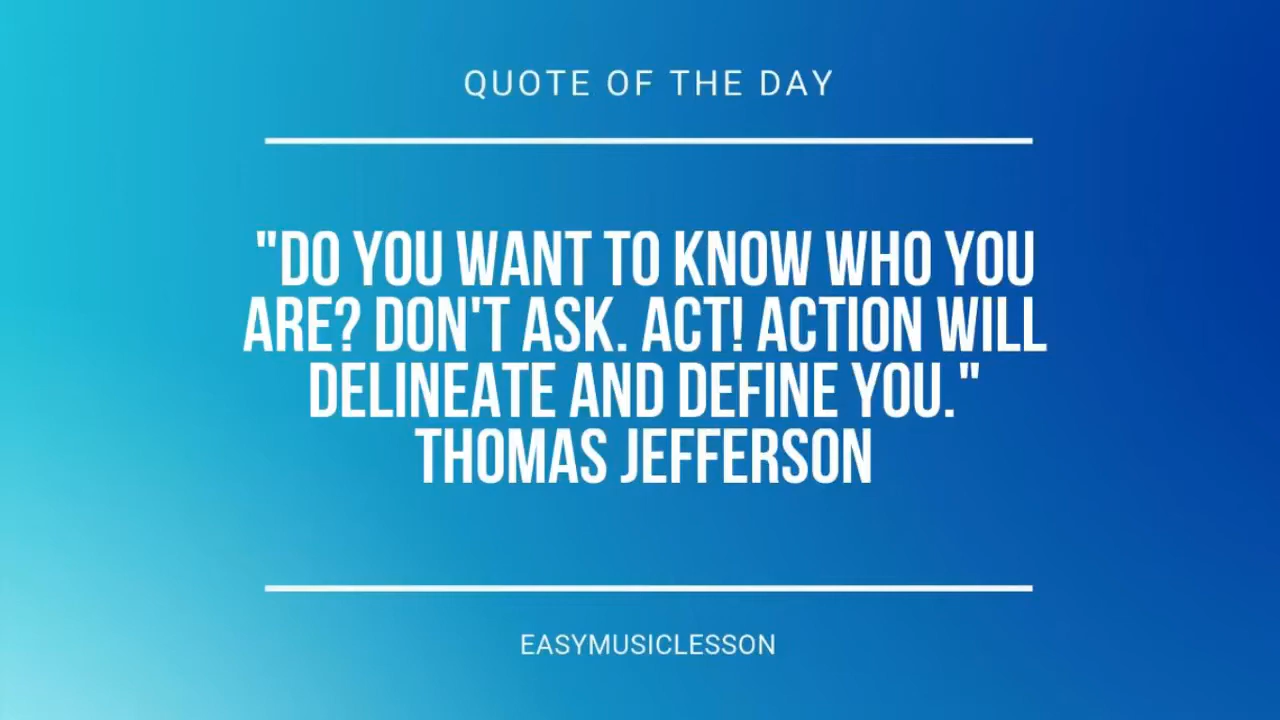 QUOTE OF THE DAY
"DO YOU WANT TO KNOW WHO YOU
ARE? DON'T ASK. ACT! ACTION WILL
DELINEATE AND DEFINE YOU."
THOMAS JEFFERSON
EASYMUSICLESSON